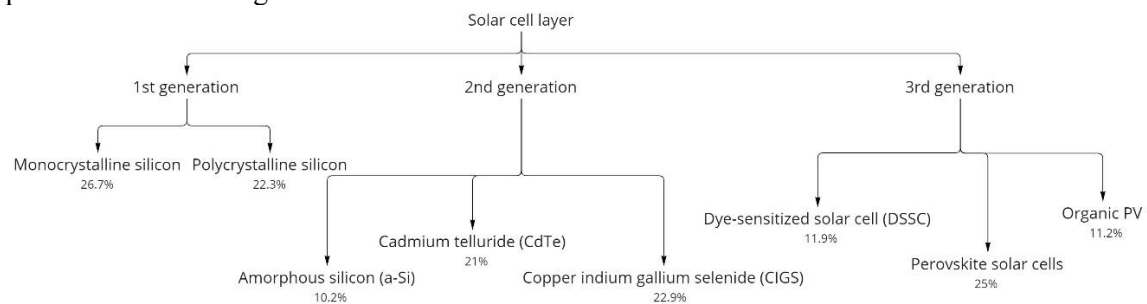 Solar cell layer
1st generation
2nd generation
3rd generation
Monocrystalline silicon
26.7%
Polycrystalline silicon
22.3%
Amorphous silicon (a-Si)
10.2%
Cadmium telluride (CdTe)
21%
Copper indium gallium selenide (CIGS)
22.9%
Dye-sensitized solar cell (DSSC)
11.9%
Perovskite solar cells
25%
Organic PV
11.2%